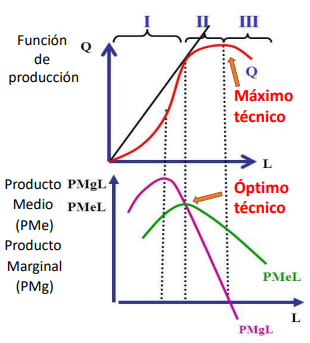 I II III
Función
de
producción
Q
Q
Máximo
técnico
L
Producto
Medio
(PMe)
Producto
Marginal
(PMg)
PMgL
PMeL
Óptimo
técnico
PMeL
L
PMgL